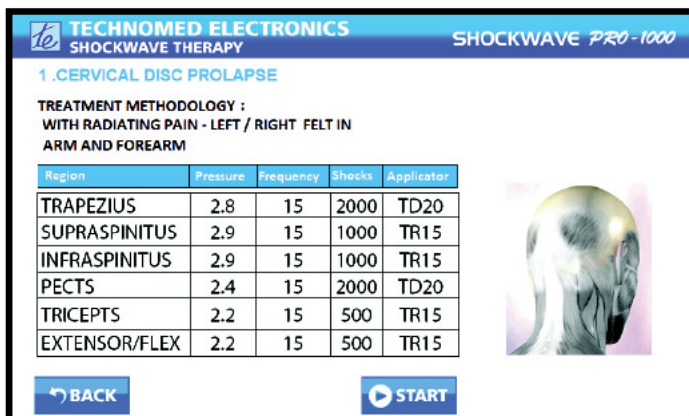 te TECHNOMED ELECTRONICS
SHOCKWAVE THERAPY
SHOCKWAVE PRO-1000
1 .CERVICAL DISC PROLAPSE
TREATMENT METHODOLOGY :
WITH RADIATING PAIN - LEFT / RIGHT FELT IN
ARM AND FOREARM
Region Pressure Frequency Shocks Applicator
TRAPEZIUS 2.8 15 2000 TD20
SUPRASPINITUS 2.9 15 1000 TR15
INFRASPINITUS 2.9 15 1000 TR15
PECTS 2.4 15 2000 TD20
TRICEPTS 2.2 15 500 TR15
EXTENSOR/FLEX 2.2 15 500 TR15
BACK START